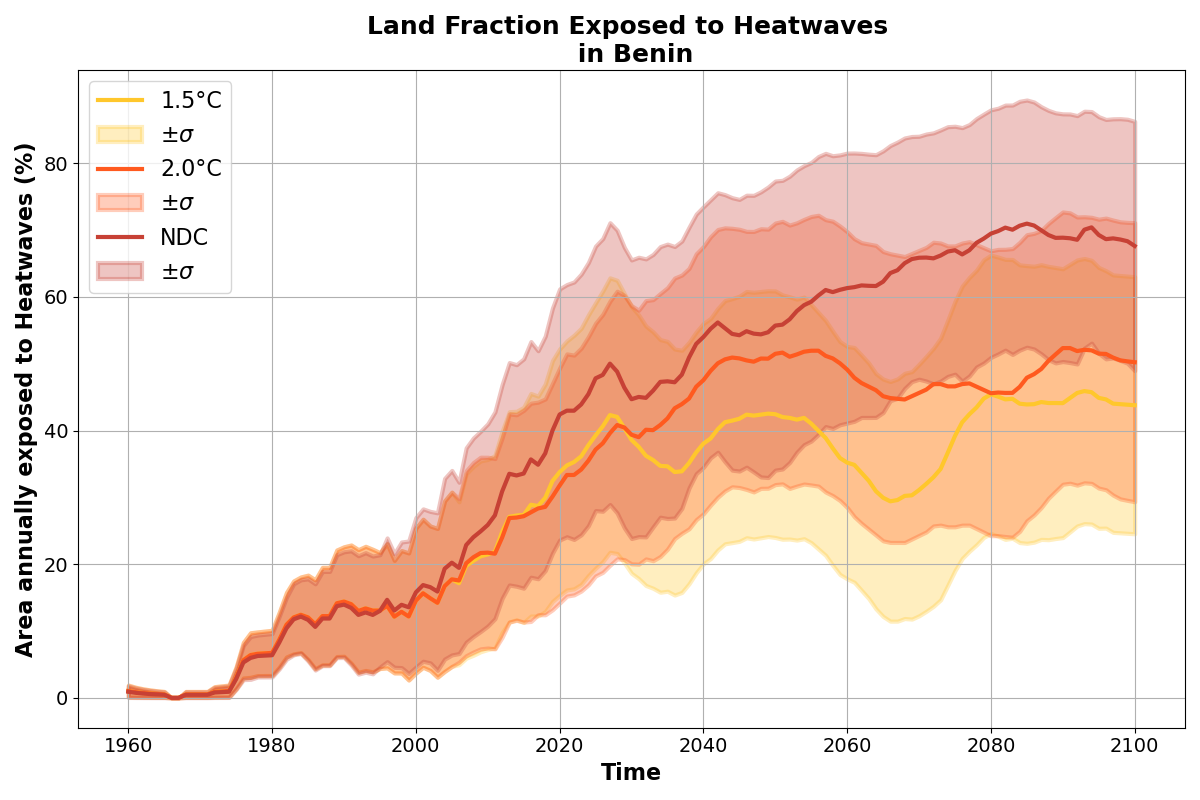 Land Fraction Exposed to Heatwaves
in Benin
1.5°C
±σ
2.0°C
±σ
NDC
±σ
Area annually exposed to Heatwaves (%)
80
60
40
20
0
1960 1980 2000 2020 2040 2060 2080 2100
Time